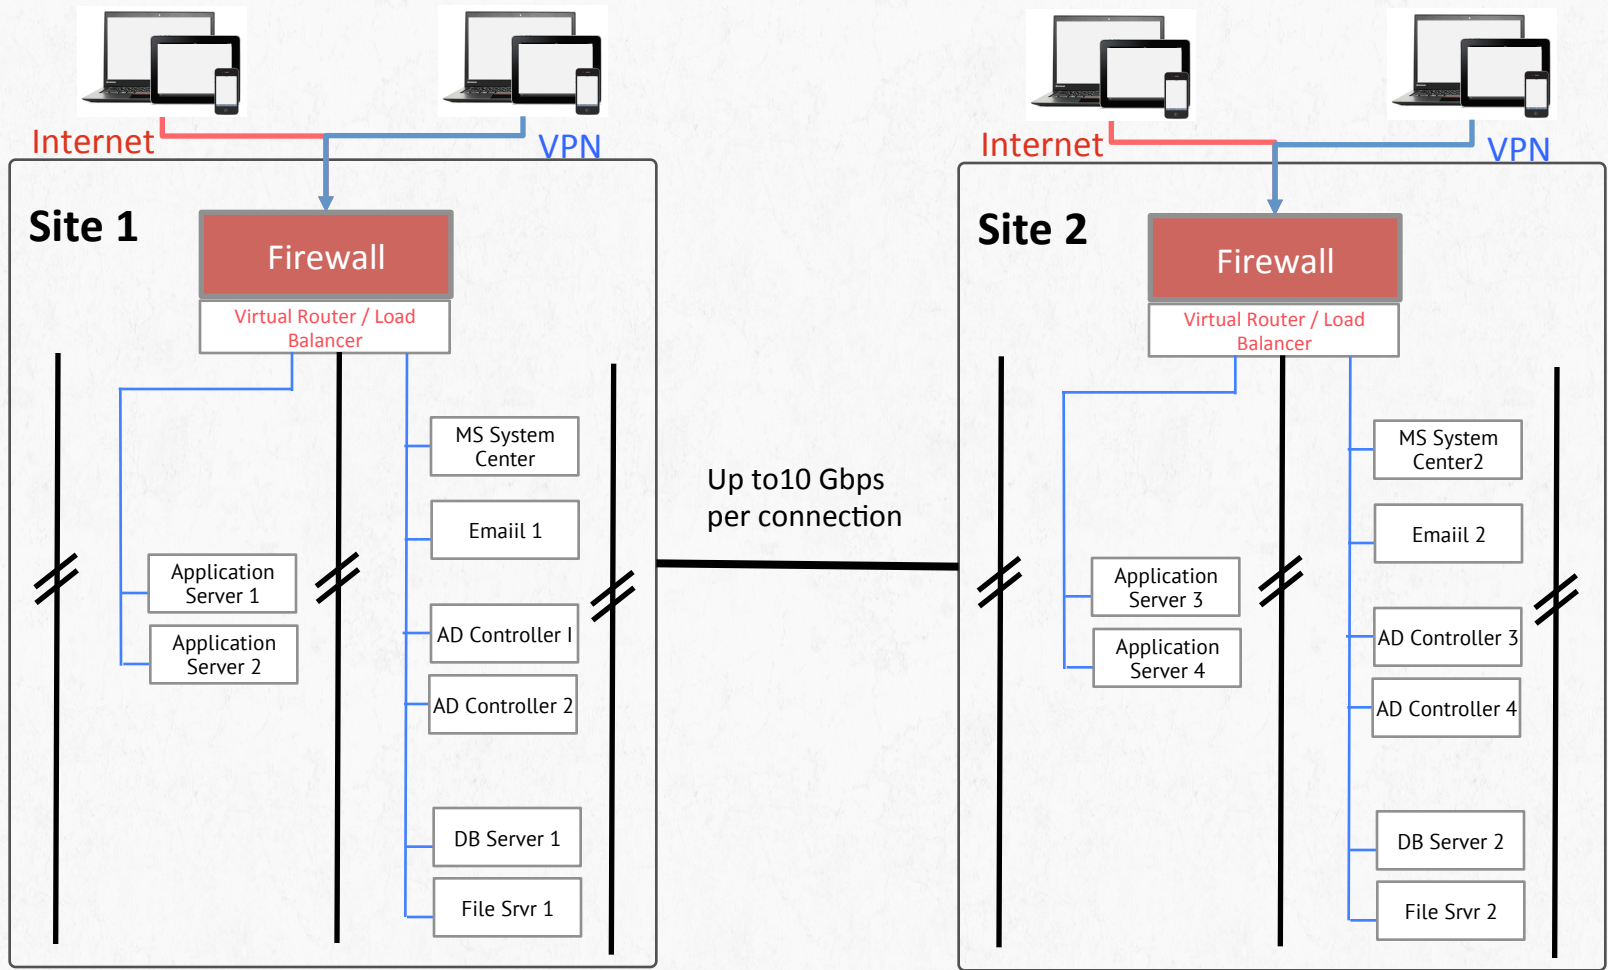 Internet
VPN
Site 1
Firewall
Virtual Router / Load
Balancer
MS System
Center
Emaiil 1
Application
Server 1
Application
Server 2
AD Controller I
AD Controller 2
DB Server 1
File Srvr 1
Up to10 Gbps
per connection
Internet
VPN
Site 2
Firewall
Virtual Router / Load
Balancer
MS System
Center2
Emaiil 2
Application
Server 3
Application
Server 4
AD Controller 3
AD Controller 4
DB Server 2
File Srvr 2